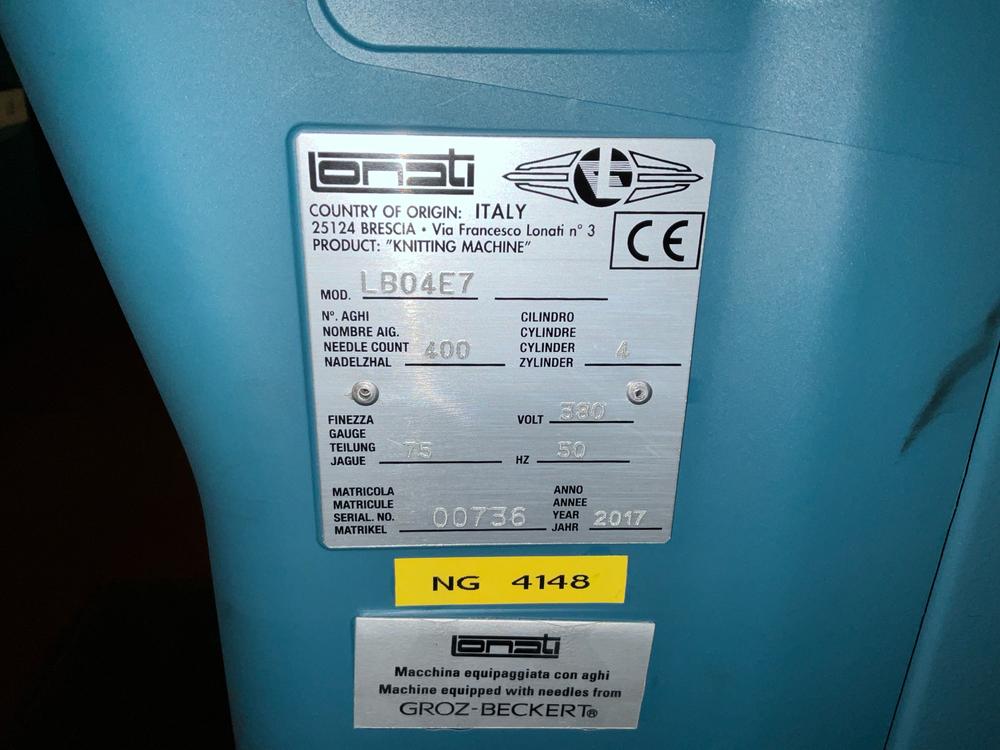 Lonati
COUNTRY OF ORIGIN: ITALY
25124 BRESCIA • Via Francesco Lonati n° 3
PRODUCT: "KNITTING MACHINE"
CE
MOD. LB04E7
N°. AGHI
NOMBRE AIG.
NEEDLE COUNT
NADELZHAL 400
CILINDRO
CYLINDRE
CYLINDER
ZYLINDER 4
FINEZZA
GAUGE
TEILUNG
JAGUE 75
VOLT 380
HZ 50
MATRICOLA
MATRICULE
SERIAL. NO.
MATRIKEL 00736
ANNO
ANNEE
YEAR
JAHR 2017
NG 4148
Lonati
Macchina equipaggiata con aghi
Machine equipped with needles from
GROZ-BECKERT®